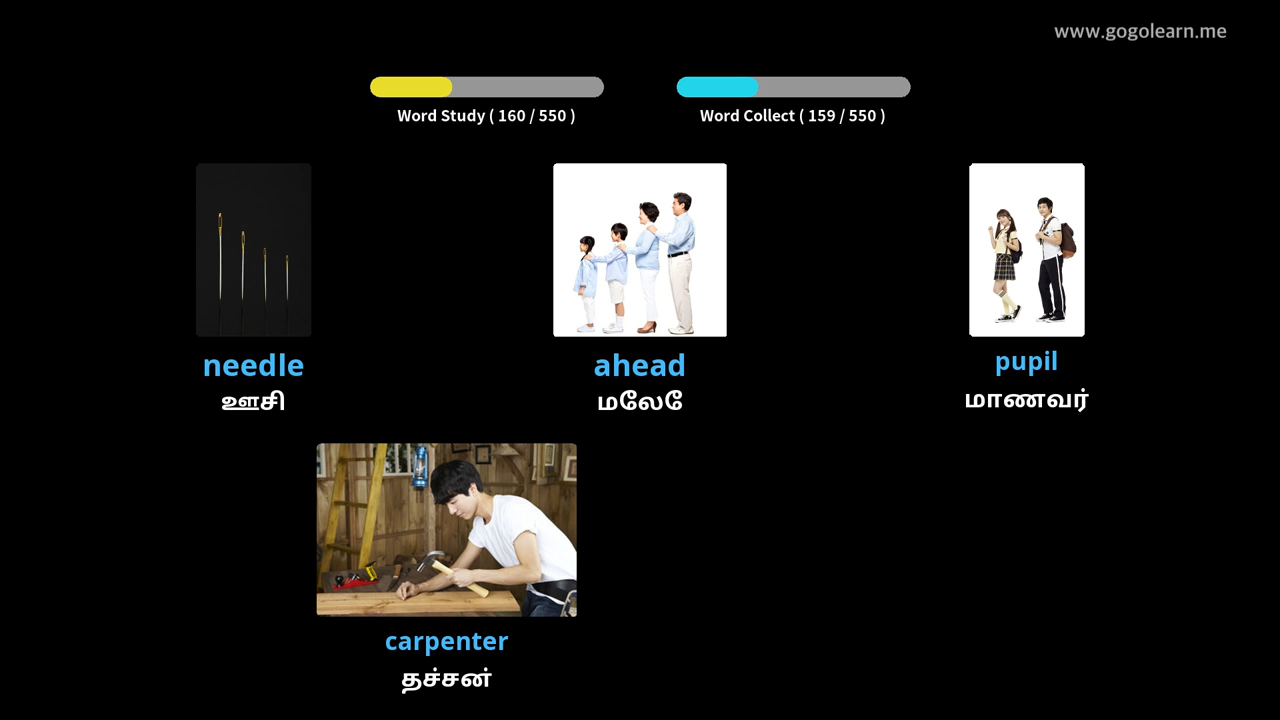 www.gogolearn.me
Word Study ( 160 / 550 )
Word Collect ( 159 / 550 )
needle
ஊசி
ahead
மலேே
pupil
மாணவர்
carpenter
தச்சன்